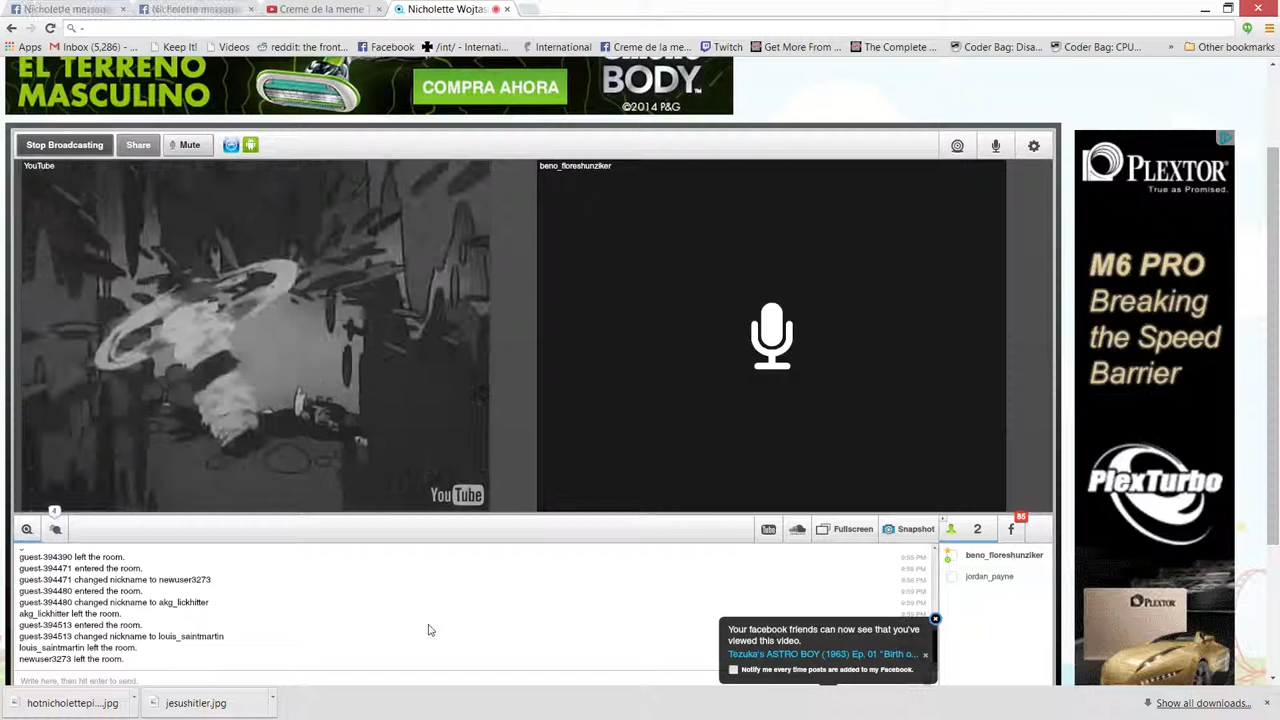 Nicholette messag
Nicholette messag
Creme de la meme T
Nicholette Wojtas
Apps
Inbox (5,286) - ...
Keep It!
Videos
reddit: the front...
Facebook
/int/ - Internati...
International
Creme de la me...
Twitch
Get More From ...
The Complete ...
Coder Bag: Disa...
Coder Bag: CPU...
Other bookmarks
EL TERRENO
MASCULINO
COMPRA AHORA
BODY
©2014 P&G
Stop Broadcasting
Share
Mute
YouTube
beno_floreshunziker
YouTube
PLEXTOR
True as Promised.
M6 PRO
Breaking
the Speed
Barrier
PlexTurbo
PLEXTOR
4
85
You Tube
Fullscreen
Snapshot
2
f
guest-394390 left the room.
guest-394471 entered the room.
guest-394471 changed nickname to newuser3273
guest-394480 entered the room.
guest-394480 changed nickname to akg_lickhitter
akg_lickhitter left the room.
guest-394513 entered the room.
guest-394513 changed nickname to louis_saintmartin
louis_saintmartin left the room.
newuser3273 left the room.
beno_floreshunziker
jordan_payne
Your facebook friends can now see that you've
viewed this video.
Tezuka's ASTRO BOY (1963) Ep. 01 "Birth o...
Notify me every time posts are added to my Facebook.
Write here, then hit enter to send.
hotnicholettepi....jpg
jesushitler.jpg
Show all downloads...